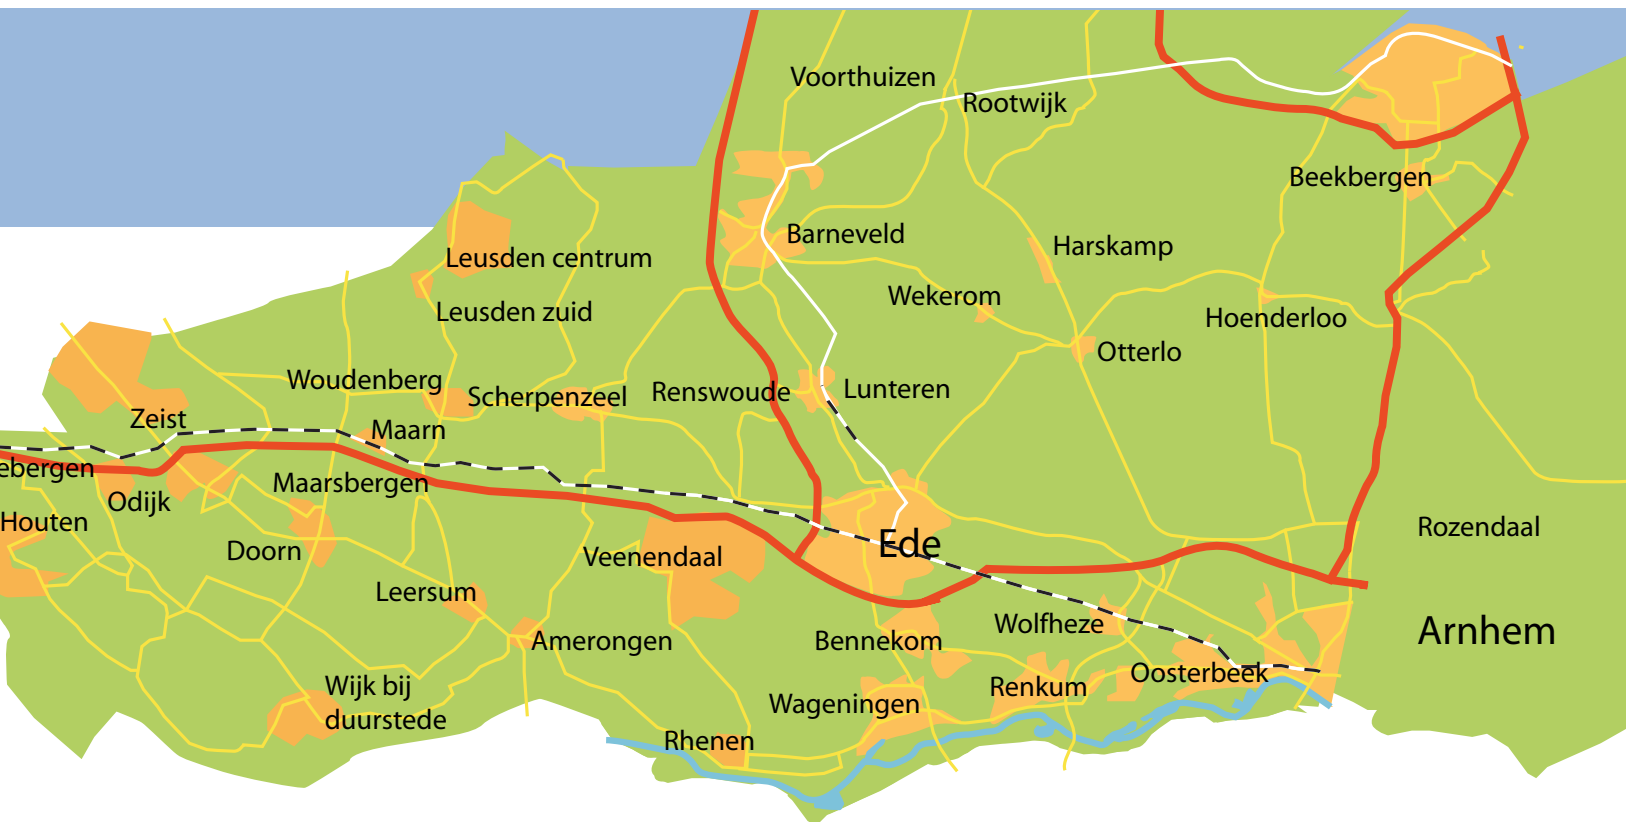 Voorthuizen
Rootwijk
Beekbergen
Barneveld
Harskamp
Leusden centrum
Wekerom
Leusden zuid
Hoenderloo
Otterlo
Woudenberg
Scherpenzeel
Renswoude
Lunteren
Zeist
Maarn
ebergen
Maarsbergen
Odijk
Houten
Rozendaal
Ede
Doorn
Veenendaal
Leersum
Wolfheze
Arnhem
Amerongen
Bennekom
Oosterbeek
Wijk bij
duurstede
Renkum
Wageningen
Rhenen